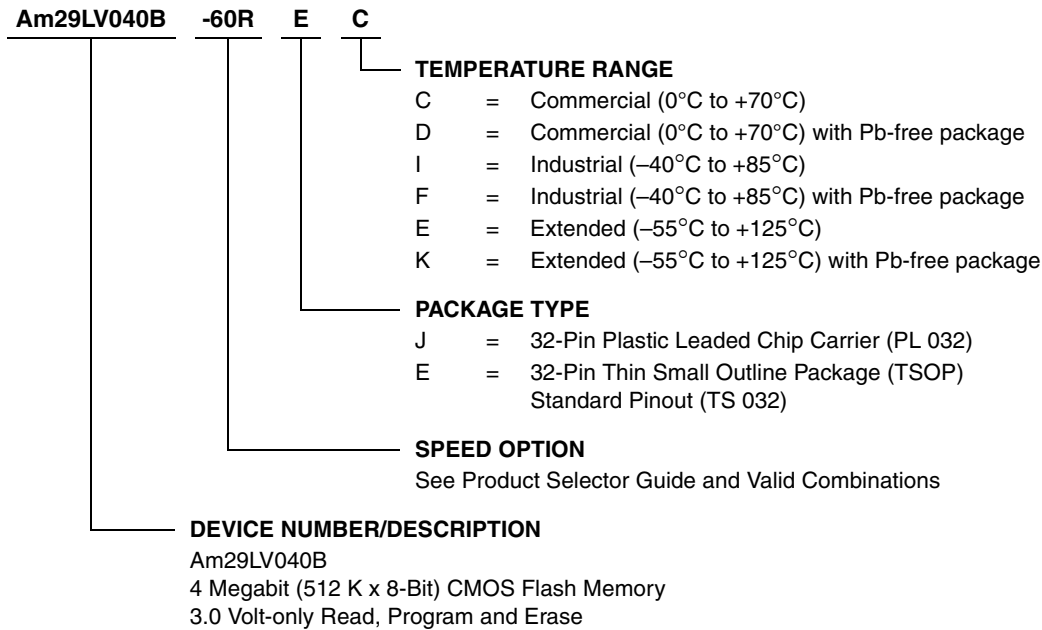 Am29LV040B -60R E C
TEMPERATURE RANGE
C = Commercial (0°C to +70°C)
D = Commercial (0°C to +70°C) with Pb-free package
I = Industrial (–40°C to +85°C)
F = Industrial (–40°C to +85°C) with Pb-free package
E = Extended (–55°C to +125°C)
K = Extended (–55°C to +125°C) with Pb-free package
PACKAGE TYPE
J = 32-Pin Plastic Leaded Chip Carrier (PL 032)
E = 32-Pin Thin Small Outline Package (TSOP)
Standard Pinout (TS 032)
SPEED OPTION
See Product Selector Guide and Valid Combinations
DEVICE NUMBER/DESCRIPTION
Am29LV040B
4 Megabit (512 K x 8-Bit) CMOS Flash Memory
3.0 Volt-only Read, Program and Erase